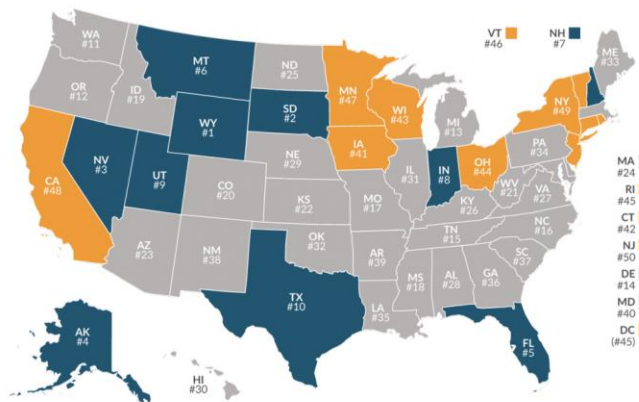 VT
#46
NH
#7
WA
#11
MT
#6
ND
#25
MN
#47
ME
#33
OR
#12
ID
#19
SD
#2
WI
#43
NY
#49
WY
#1
MI
#13
IA
#41
PA
#34
NV
#3
NE
#29
IL
#31
IN
#8
OH
#44
CA
#48
UT
#9
CO
#20
WV
#21
VA
#27
KS
#22
MO
#17
KY
#26
NC
#16
TN
#15
AZ
#23
NM
#38
OK
#32
AR
#39
SC
#37
MS
#18
AL
#28
GA
#36
TX
#10
LA
#35
FL
#5
AK
#4
HI
#30
MA
#24
RI
#45
CT
#42
NJ
#50
DE
#14
MD
#40
DC
(#45)